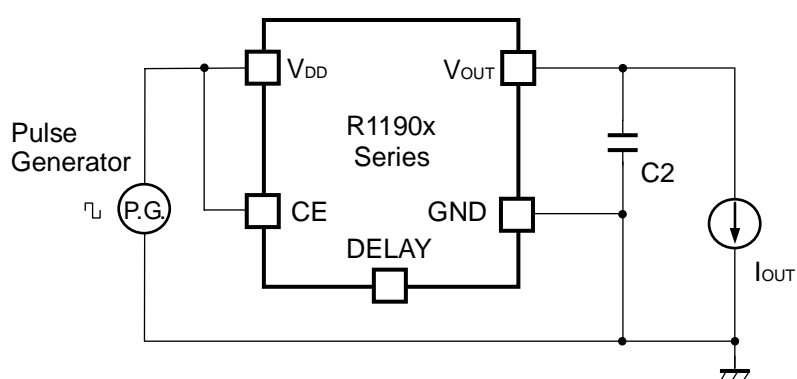 VDD
VOUT
R1190x
Series
Pulse
Generator
P.G.
C2
CE
GND
DELAY
IOUT